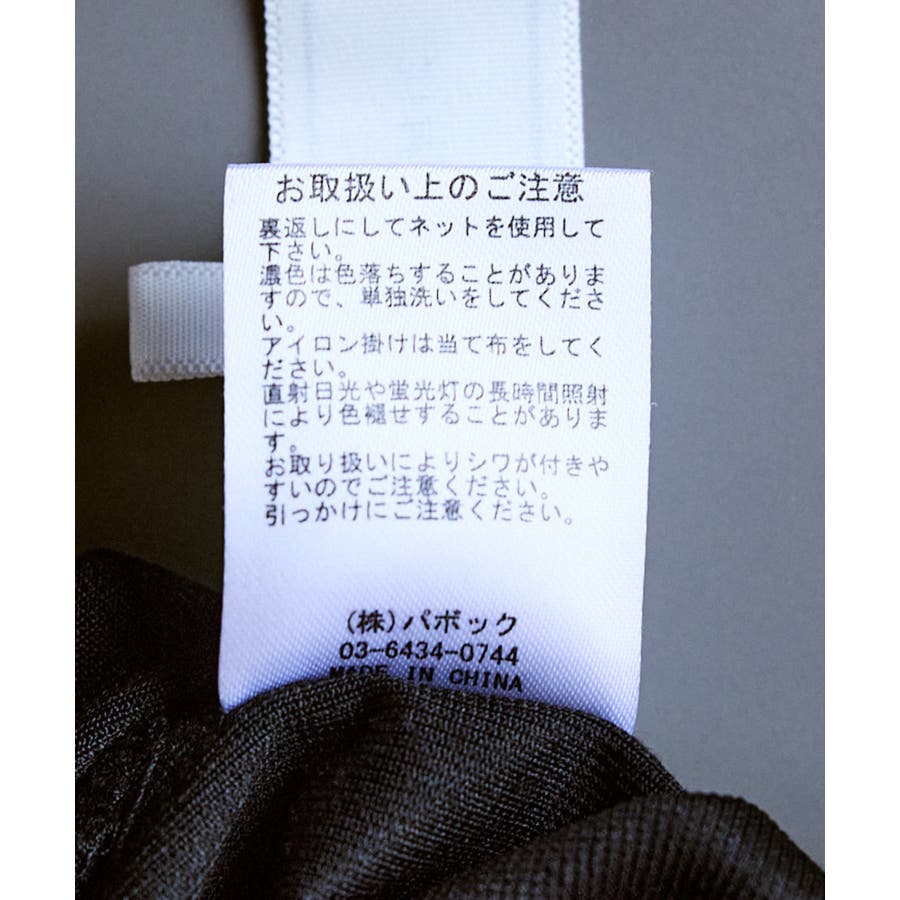 お取扱い上のご注意
裏返しにしてネットを使用して
下さい。
濃色は色落ちすることがありま
すので、単独洗いをしてくださ
い。
アイロン掛けは当て布をしてく
ださい。
直射日光や蛍光灯の長時間照射
により色褪せすることがありま
す。
お取り扱いによりシワが付きや
すいのでご注意ください。
引っかけにご注意ください。
(株)パボック
03-6434-0744
MADE IN CHINA